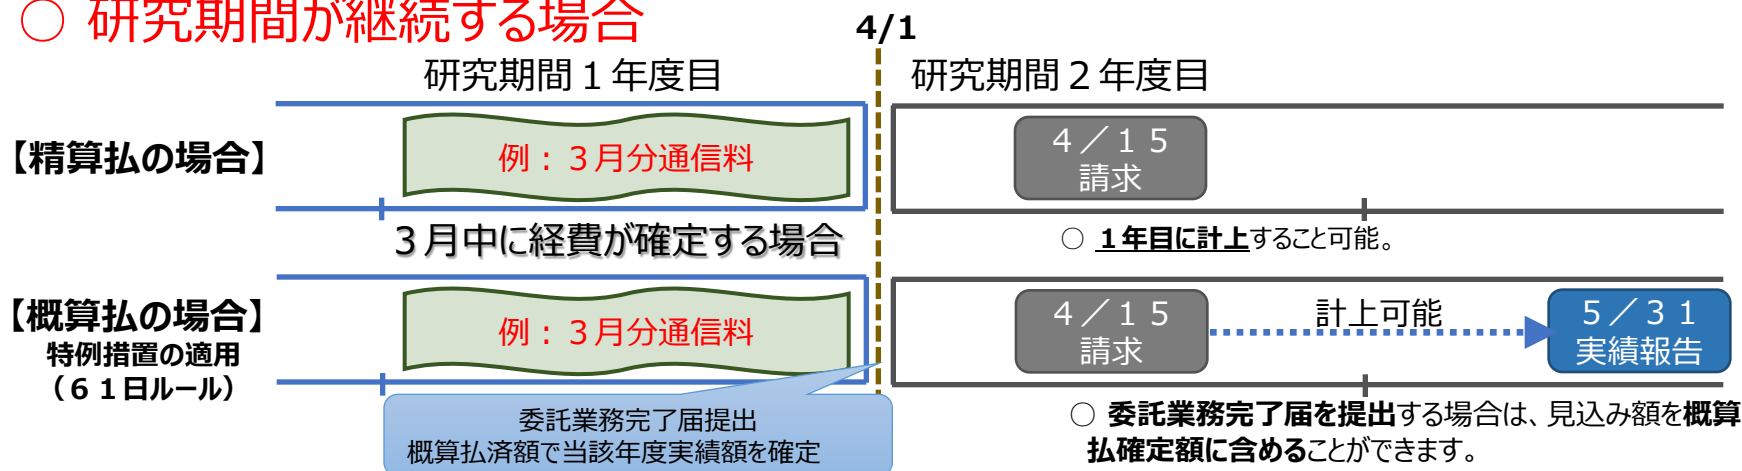 ○ 研究期間が継続する場合
4/1
研究期間１年度目
研究期間２年度目
【精算払の場合】
例：３月分通信料
４／１５
請求
３月中に経費が確定する場合
○ １年目に計上すること可能。
【概算払の場合】
特例措置の適用
（６１日ルール）
例：３月分通信料
４／１５
請求
計上可能
５／３１
実績報告
委託業務完了届提出
概算払済額で当該年度実績額を確定
○ 委託業務完了届を提出する場合は、見込み額を概算
払確定額に含めることができます。